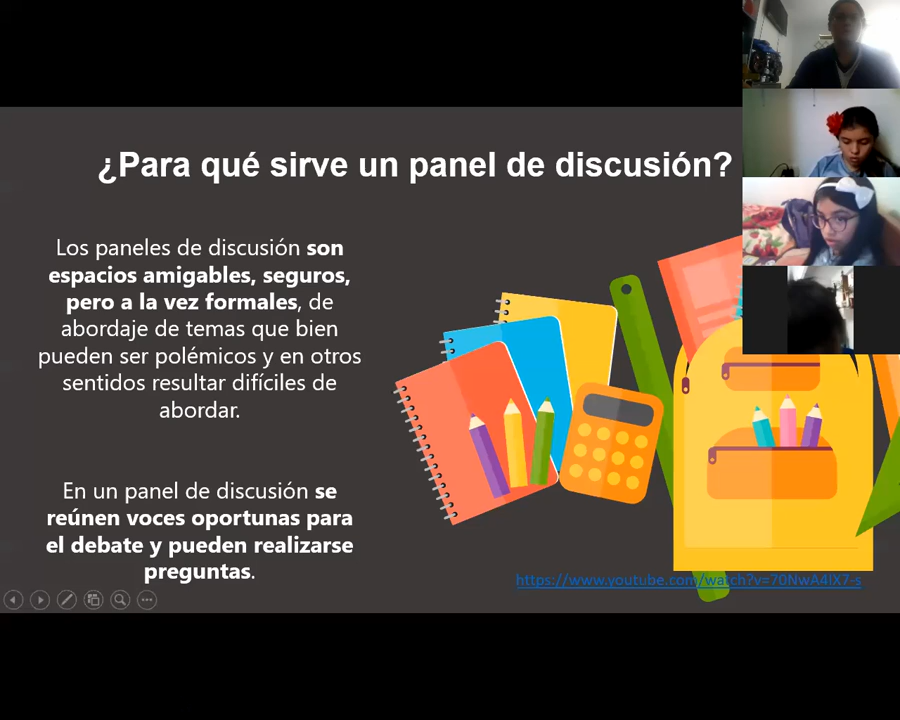 ¿Para qué sirve un panel de discusión?
Los paneles de discusión son
espacios amigables, seguros,
pero a la vez formales, de
abordaje de temas que bien
pueden ser polémicos y en otros
sentidos resultar difíciles de
abordar.
En un panel de discusión se
reúnen voces oportunas para
el debate y pueden realizarse
preguntas.
https://www.youtube.com/watch?v=70NwA4lX7-s